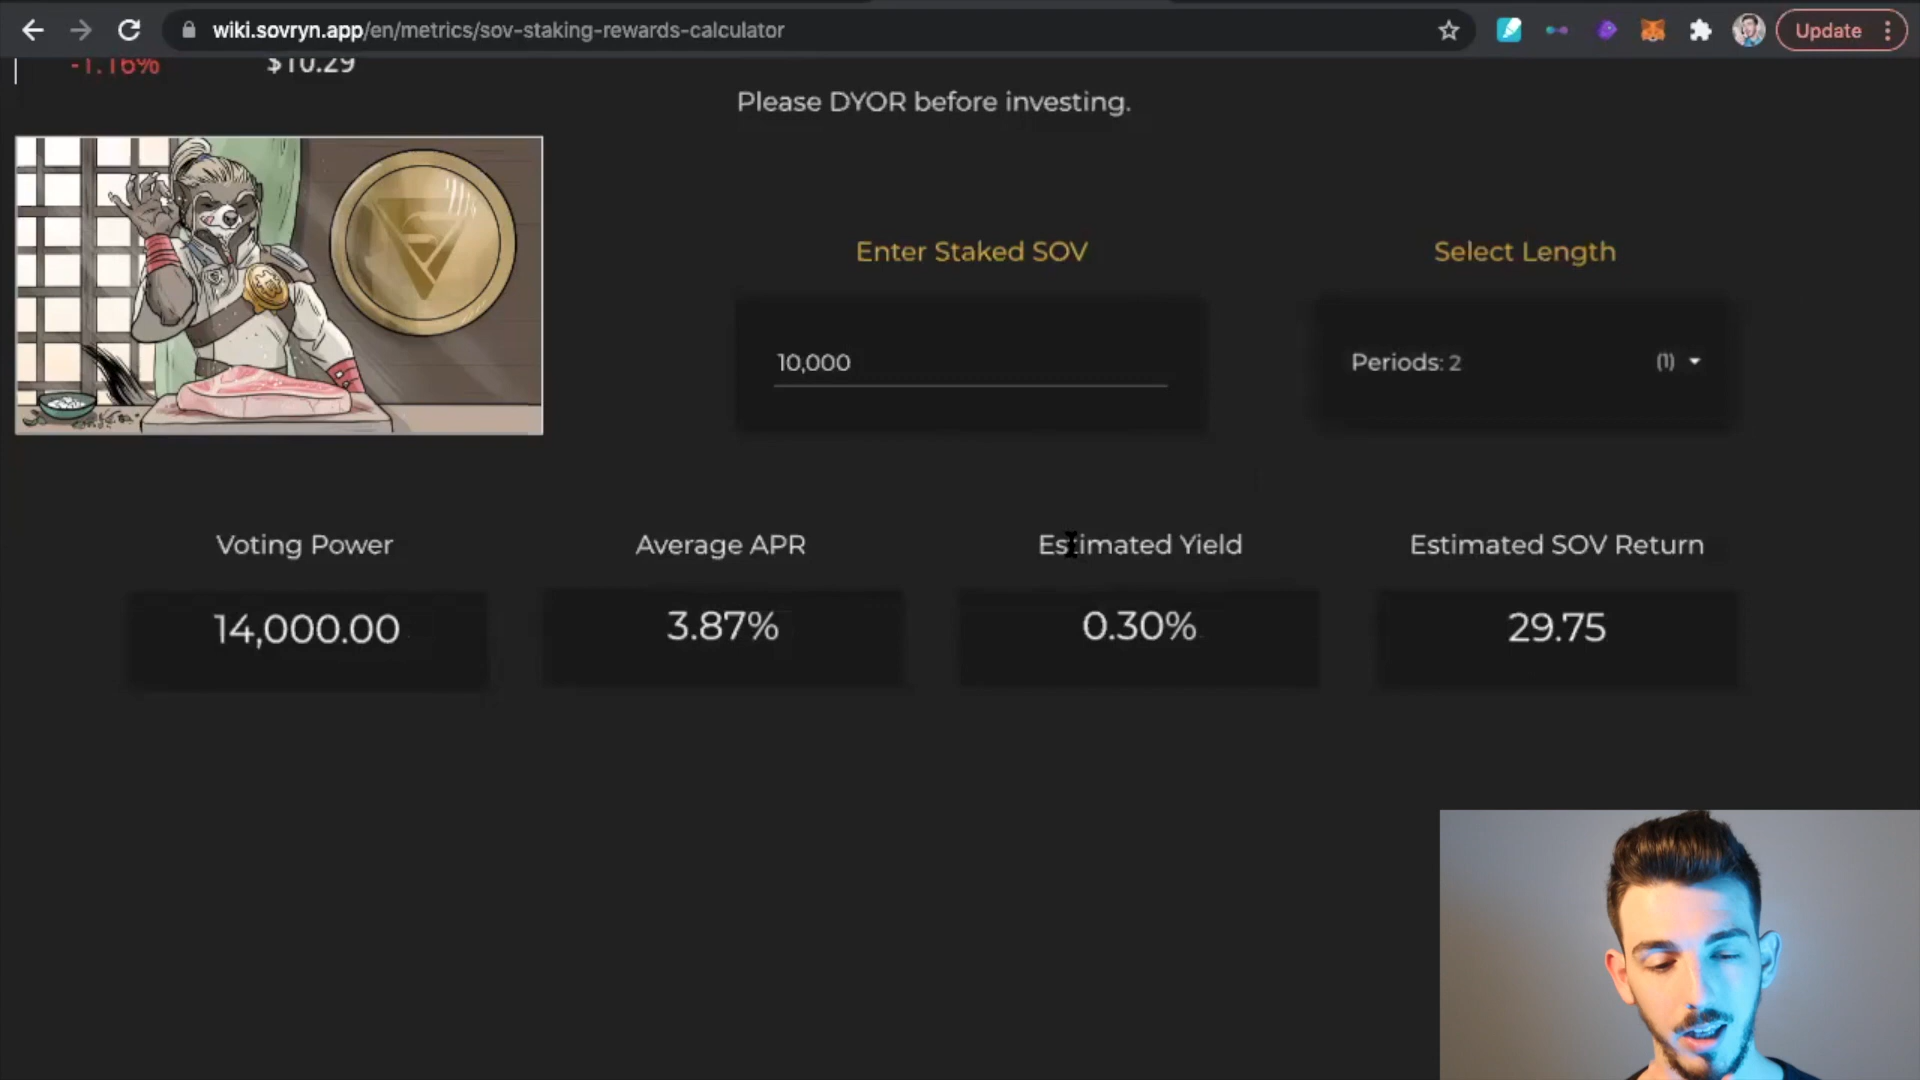 wiki.sovryn.app/en/metrics/sov-staking-rewards-calculator
Update
-1.16% $10.29
Please DYOR before investing.
Enter Staked SOV
Select Length
10,000
Periods: 2 (1)
Voting Power
Average APR
Estimated Yield
Estimated SOV Return
14,000.00
3.87%
0.30%
29.75